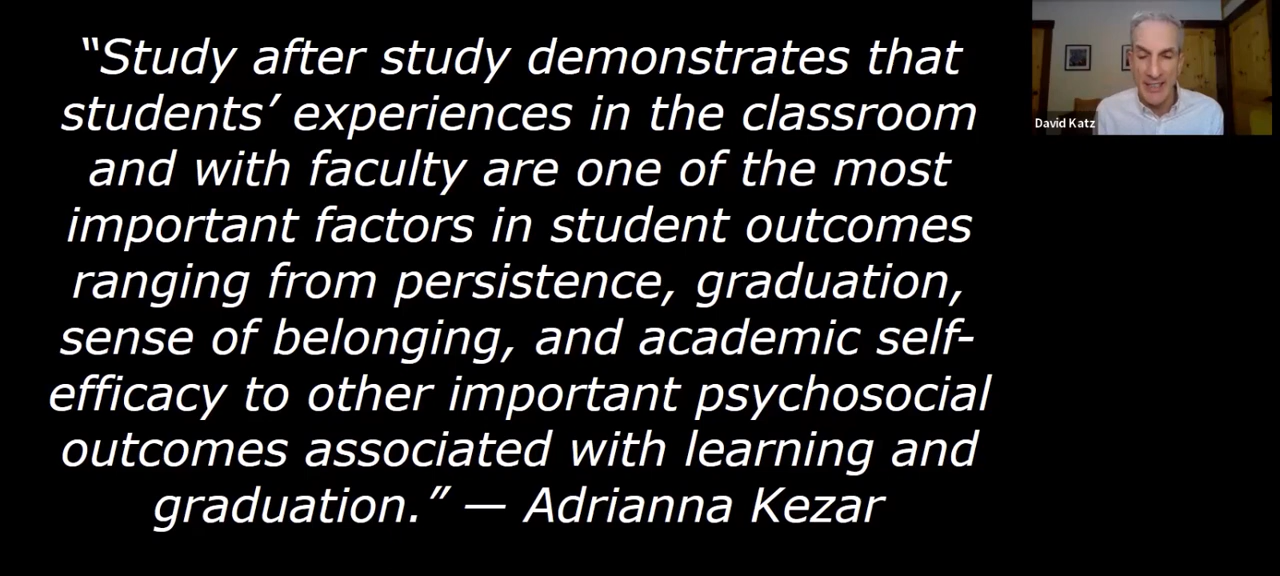 “Study after study demonstrates that
students’ experiences in the classroom
and with faculty are one of the most
important factors in student outcomes
ranging from persistence, graduation,
sense of belonging, and academic self-
efficacy to other important psychosocial
outcomes associated with learning and
graduation.” — Adrianna Kezar
David Katz